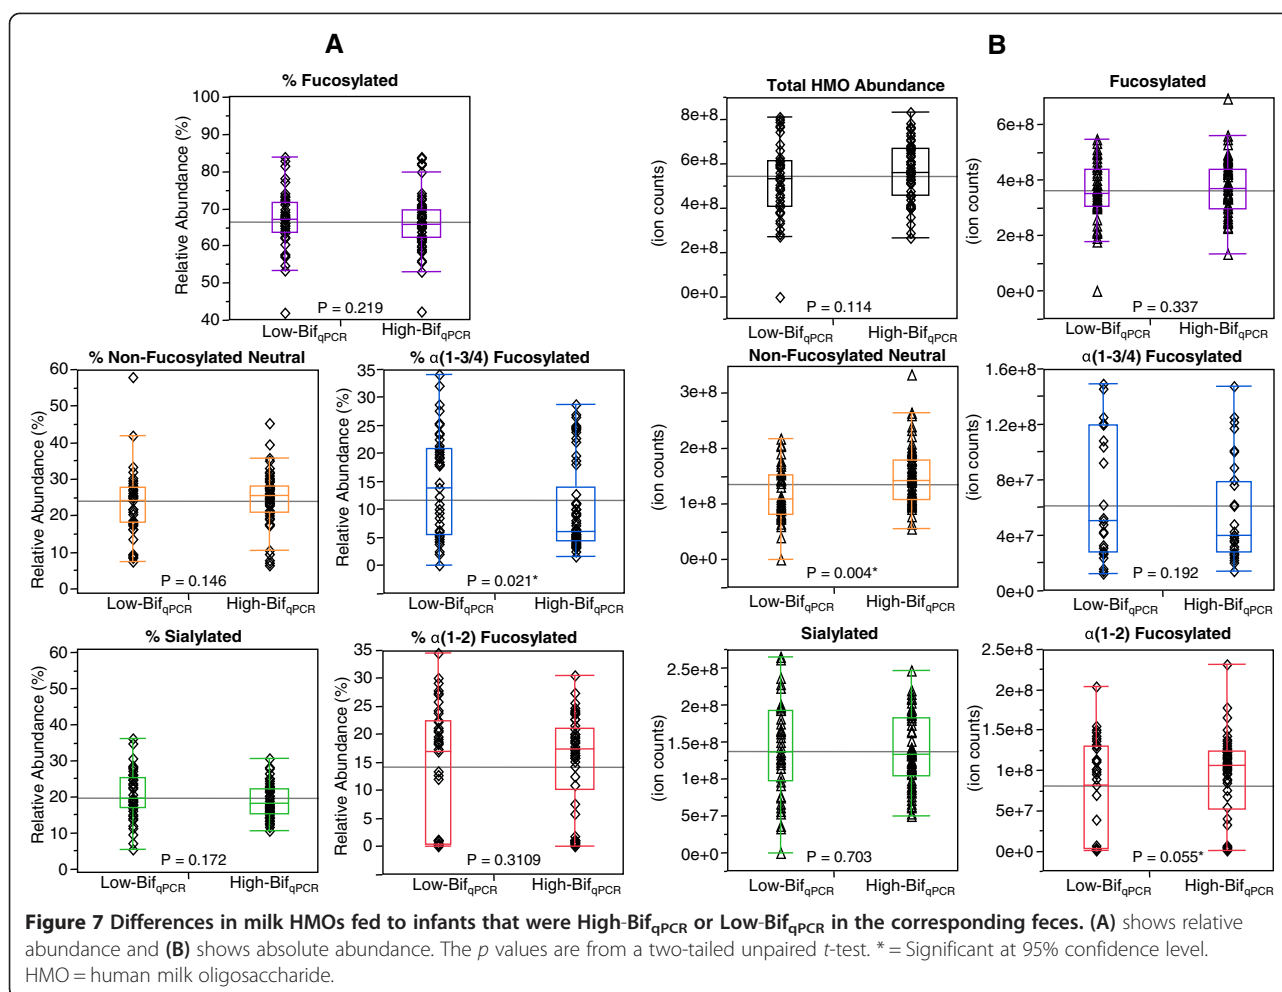 A
B
% Fucosylated
Relative Abundance (%)
100
90
80
70
60
50
40
P = 0.219
Low-BifqPCR
High-BifqPCR
Total HMO Abundance
(ion counts)
8e+8
6e+8
4e+8
2e+8
0e+0
P = 0.114
Low-BifqPCR
High-BifqPCR
Fucosylated
(ion counts)
6e+8
4e+8
2e+8
0e+0
P = 0.337
Low-BifqPCR
High-BifqPCR
% Non-Fucosylated Neutral
Relative Abundance (%)
60
50
40
30
20
10
0
P = 0.146
Low-BifqPCR
High-BifqPCR
% α(1-3/4) Fucosylated
Relative Abundance (%)
35
30
25
20
15
10
5
0
P = 0.021*
Low-BifqPCR
High-BifqPCR
Non-Fucosylated Neutral
(ion counts)
3e+8
2e+8
1e+8
0e+0
P = 0.004*
Low-BifqPCR
High-BifqPCR
α(1-3/4) Fucosylated
(ion counts)
1.6e+8
1.2e+8
8e+7
4e+7
0e+0
P = 0.192
Low-BifqPCR
High-BifqPCR
% Sialylated
Relative Abundance (%)
60
50
40
30
20
10
0
P = 0.172
Low-BifqPCR
High-BifqPCR
% α(1-2) Fucosylated
Relative Abundance (%)
35
30
25
20
15
10
5
0
P = 0.3109
Low-BifqPCR
High-BifqPCR
Sialylated
(ion counts)
2.5e+8
2e+8
1.5e+8
1e+8
5e+7
0e+0
P = 0.703
Low-BifqPCR
High-BifqPCR
α(1-2) Fucosylated
(ion counts)
2.5e+8
2e+8
1.5e+8
1e+8
5e+7
0e+0
P = 0.055*
Low-BifqPCR
High-BifqPCR
Figure 7 Differences in milk HMOs fed to infants that were High-BifqPCR or Low-BifqPCR in the corresponding feces. (A) shows relative
abundance and (B) shows absolute abundance. The p values are from a two-tailed unpaired t-test. * = Significant at 95% confidence level.
HMO = human milk oligosaccharide.